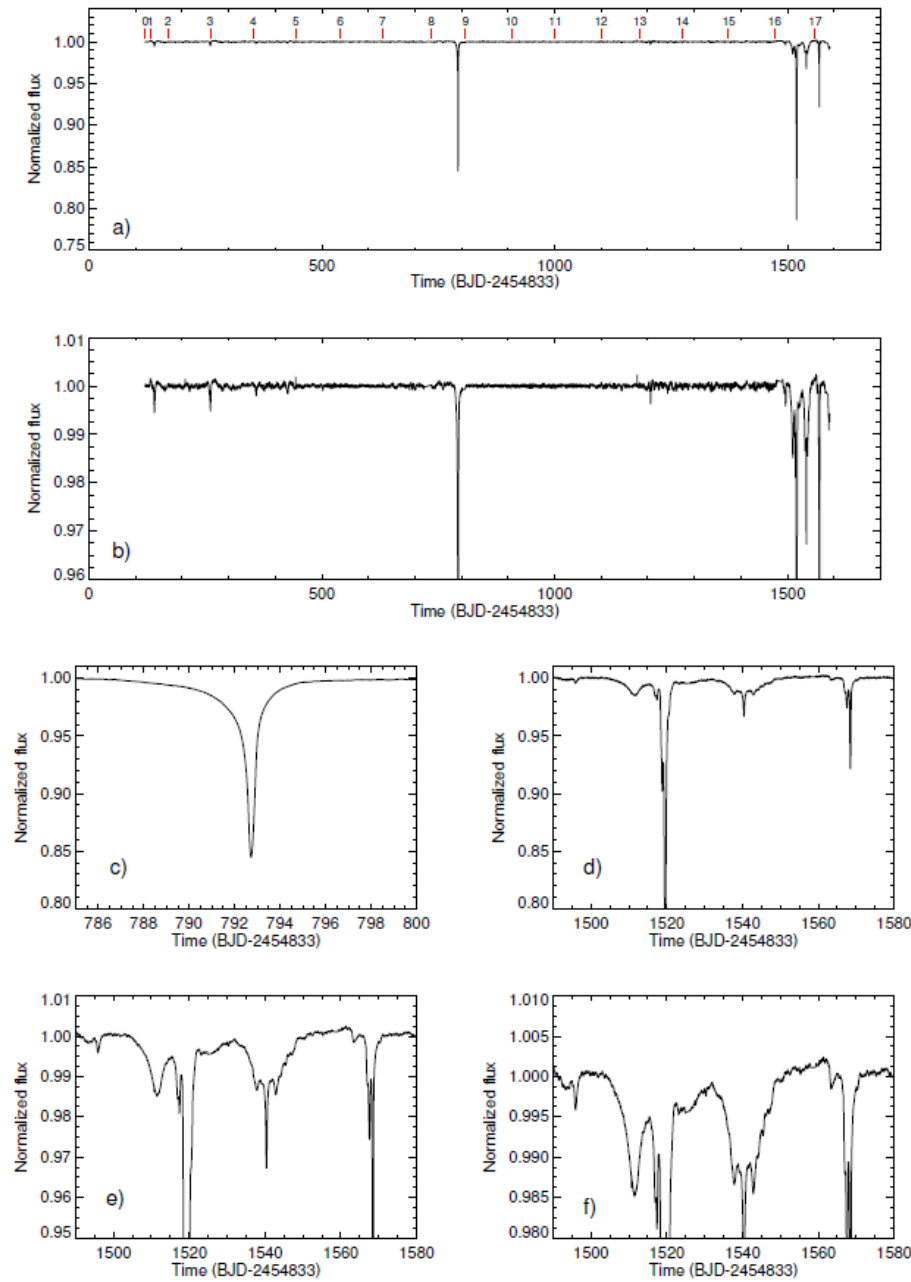 01 2 3 4 5 6 7 8 9 10 11 12 13 14 15 16 17
1.00
0.95
0.90
0.85
0.80
0.75
Normalized flux
a)
0 500 1000 1500
Time (BJD-2454833)
1.01
1.00
0.99
0.98
0.97
0.96
Normalized flux
b)
0 500 1000 1500
Time (BJD-2454833)
1.00
0.95
0.90
0.85
0.80
Normalized flux
c)
786 788 790 792 794 796 798 800
Time (BJD-2454833)
1.00
0.95
0.90
0.85
0.80
Normalized flux
d)
1500 1520 1540 1560 1580
Time (BJD-2454833)
1.01
1.00
0.99
0.98
0.97
0.96
0.95
Normalized flux
e)
1500 1520 1540 1560 1580
Time (BJD-2454833)
1.010
1.005
1.000
0.995
0.990
0.985
0.980
Normalized flux
f)
1500 1520 1540 1560 1580
Time (BJD-2454833)